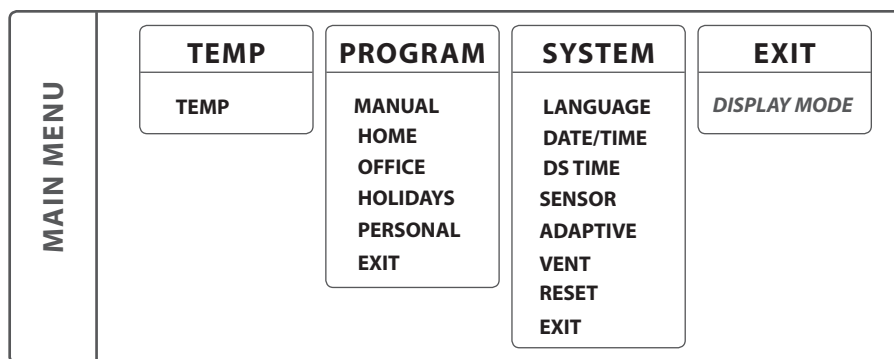 MAIN MENU
TEMP
TEMP
PROGRAM
MANUAL
HOME
OFFICE
HOLIDAYS
PERSONAL
EXIT
SYSTEM
LANGUAGE
DATE/TIME
DS TIME
SENSOR
ADAPTIVE
VENT
RESET
EXIT
EXIT
DISPLAY MODE